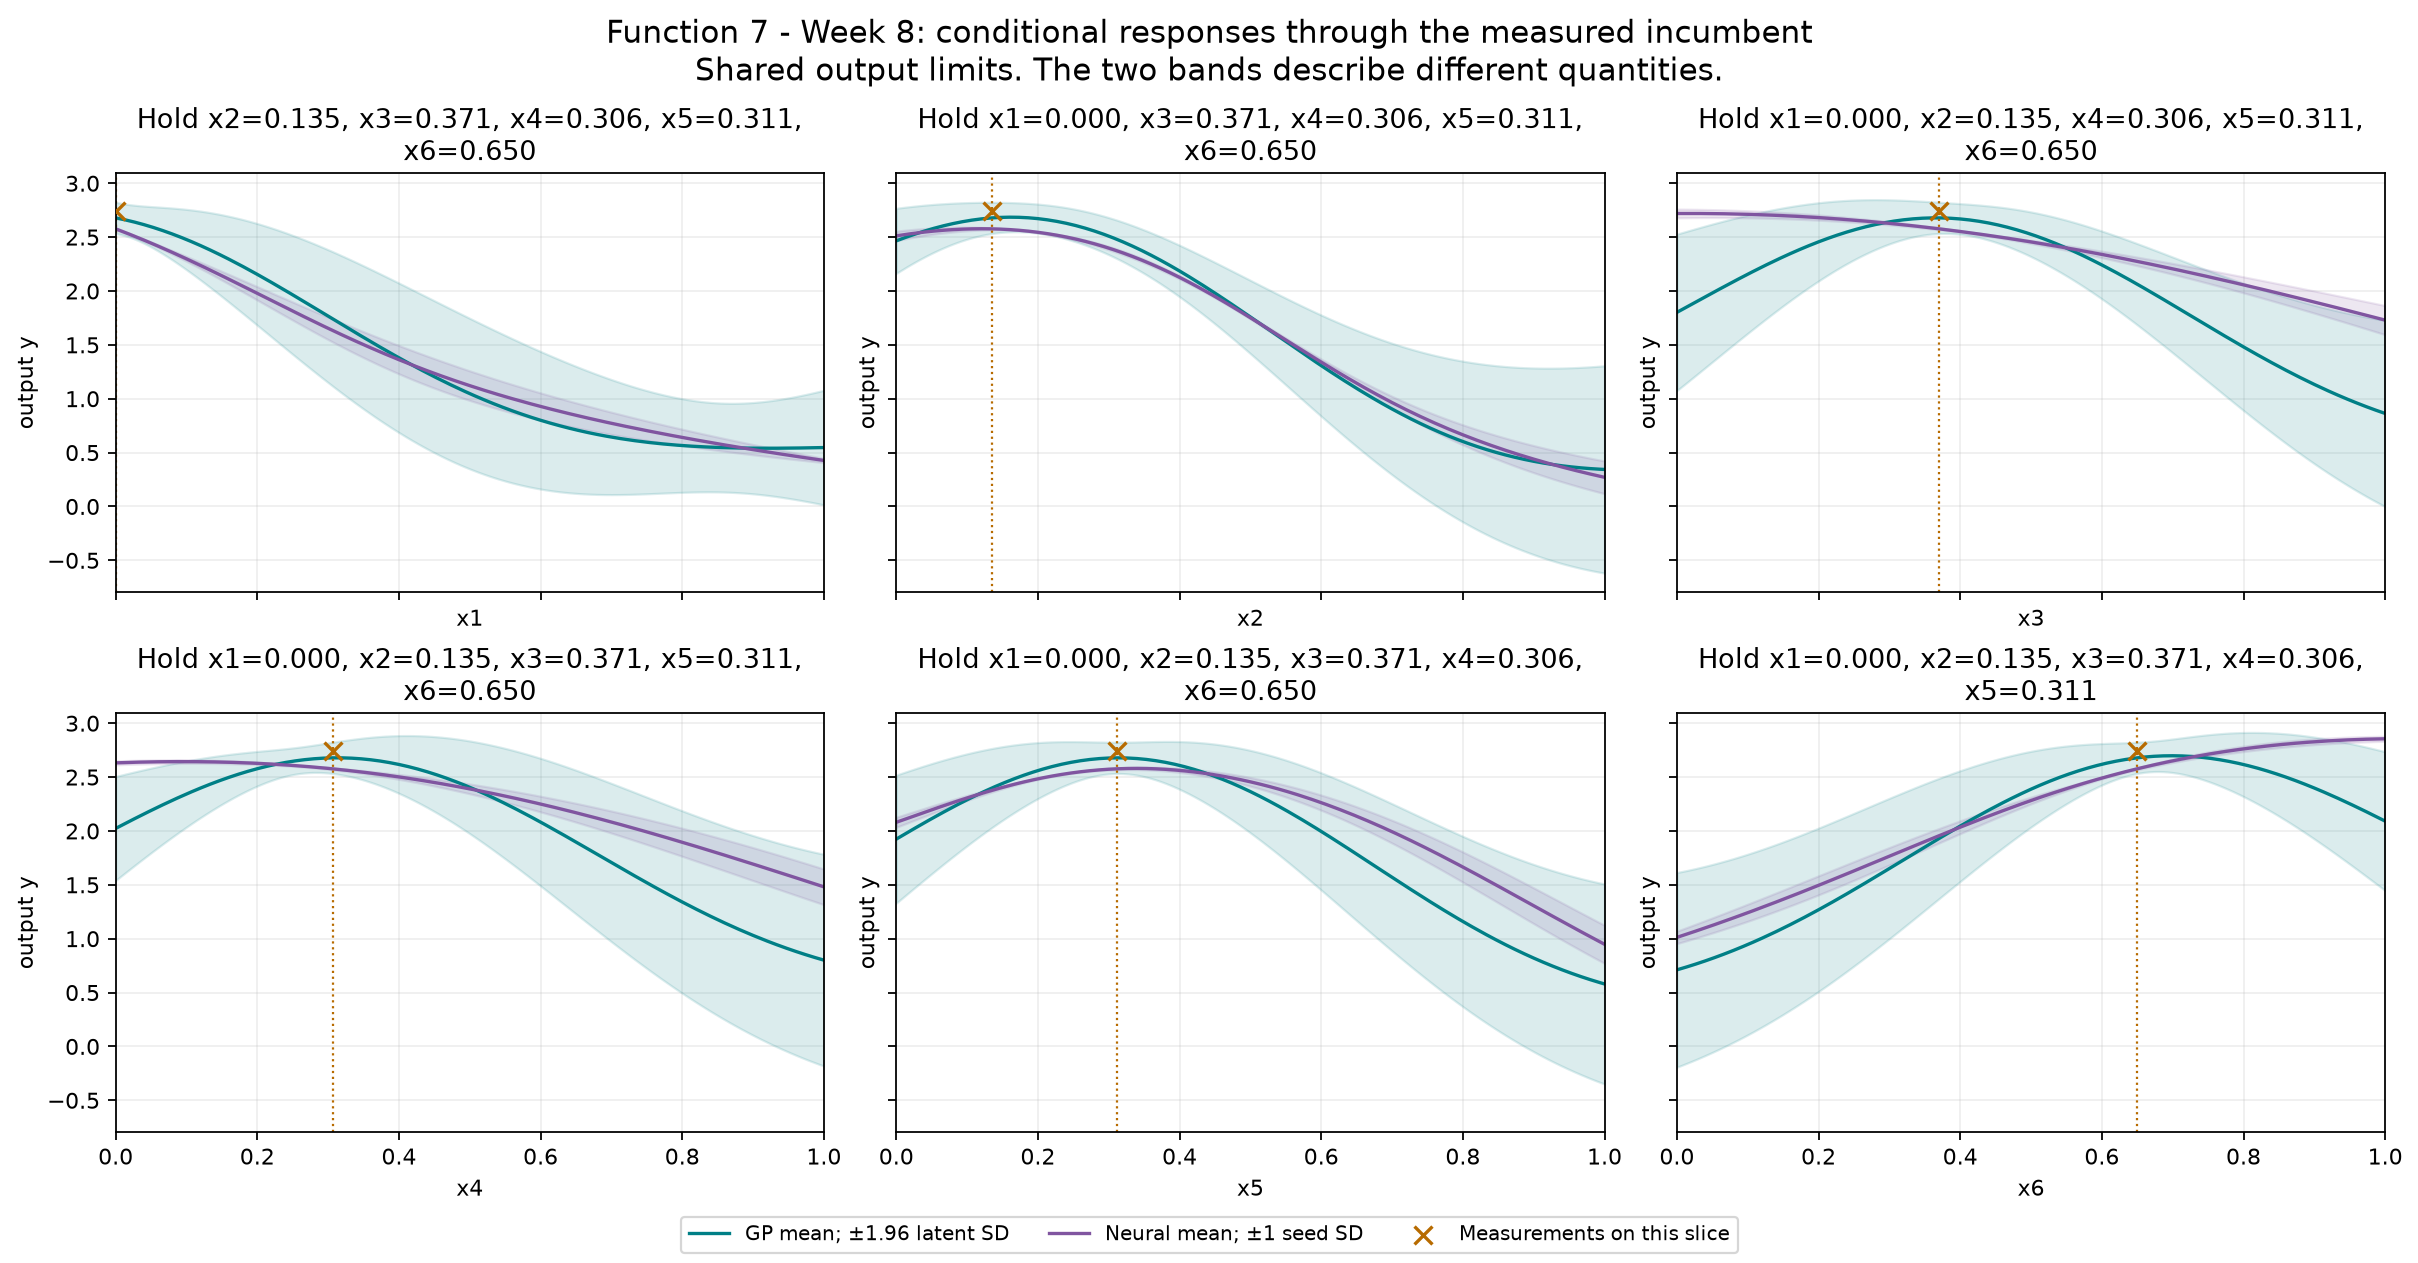 Function 7 - Week 8: conditional responses through the measured incumbent
Shared output limits. The two bands describe different quantities.
Hold x2=0.135, x3=0.371, x4=0.306, x5=0.311,
x6=0.650
Hold x1=0.000, x3=0.371, x4=0.306, x5=0.311,
x6=0.650
Hold x1=0.000, x2=0.135, x4=0.306, x5=0.311,
x6=0.650
3.0
2.5
2.0
1.5
1.0
0.5
0.0
−0.5
output y
output y
output y
x1
x2
x3
Hold x1=0.000, x2=0.135, x3=0.371, x5=0.311,
x6=0.650
Hold x1=0.000, x2=0.135, x3=0.371, x4=0.306,
x6=0.650
Hold x1=0.000, x2=0.135, x3=0.371, x4=0.306,
x5=0.311
3.0
2.5
2.0
1.5
1.0
0.5
0.0
−0.5
output y
output y
output y
0.0 0.2 0.4 0.6 0.8 1.0
0.0 0.2 0.4 0.6 0.8 1.0
0.0 0.2 0.4 0.6 0.8 1.0
x4
x5
x6
GP mean; ±1.96 latent SD
Neural mean; ±1 seed SD
Measurements on this slice